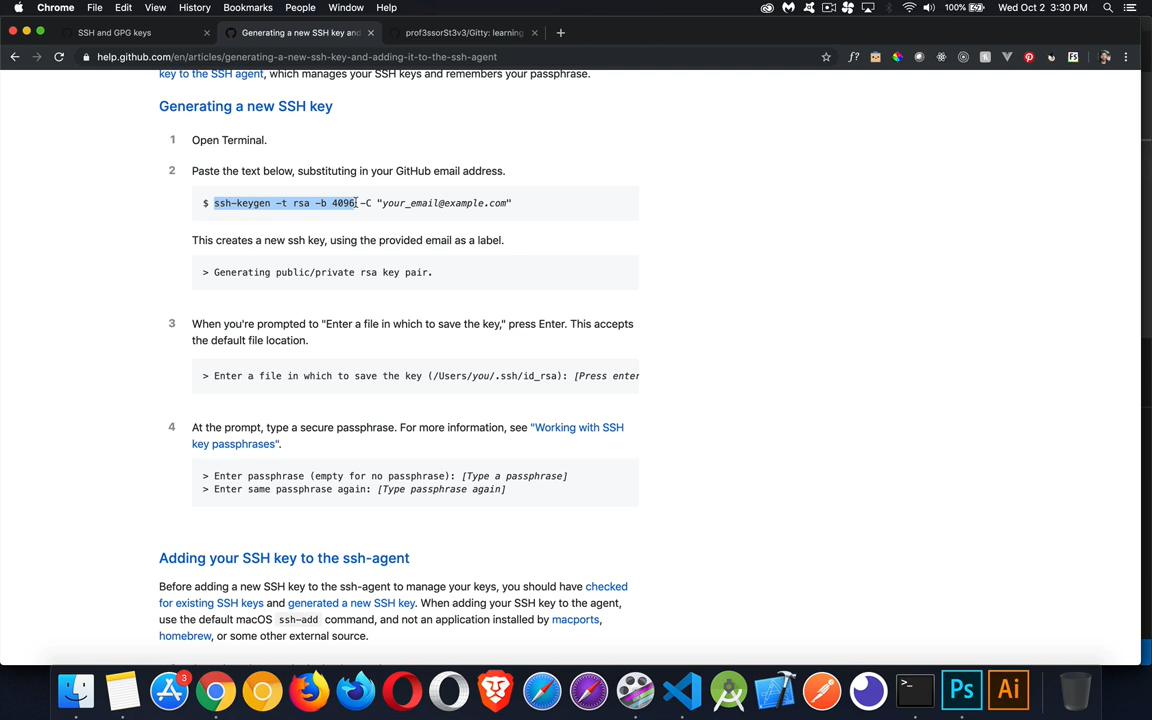 Chrome File Edit View History Bookmarks People Window Help 100% Wed Oct 2 3:30 PM
SSH and GPG keys
Generating a new SSH key and
prof3ssorSt3v3/Gitty: learning
help.github.com/en/articles/generating-a-new-ssh-key-and-adding-it-to-the-ssh-agent
f?
key to the SSH agent, which manages your SSH keys and remembers your passphrase.
Generating a new SSH key
1 Open Terminal.
2 Paste the text below, substituting in your GitHub email address.
$ ssh-keygen -t rsa -b 4096 -C "your_email@example.com"
This creates a new ssh key, using the provided email as a label.
> Generating public/private rsa key pair.
3 When you're prompted to "Enter a file in which to save the key," press Enter. This accepts
the default file location.
> Enter a file in which to save the key (/Users/you/.ssh/id_rsa): [Press enter
4 At the prompt, type a secure passphrase. For more information, see "Working with SSH
key passphrases".
> Enter passphrase (empty for no passphrase): [Type a passphrase]
> Enter same passphrase again: [Type passphrase again]
Adding your SSH key to the ssh-agent
Before adding a new SSH key to the ssh-agent to manage your keys, you should have checked
for existing SSH keys and generated a new SSH key. When adding your SSH key to the agent,
use the default macOS ssh-add command, and not an application installed by macports,
homebrew, or some other external source.
3
>_
Ps
Ai